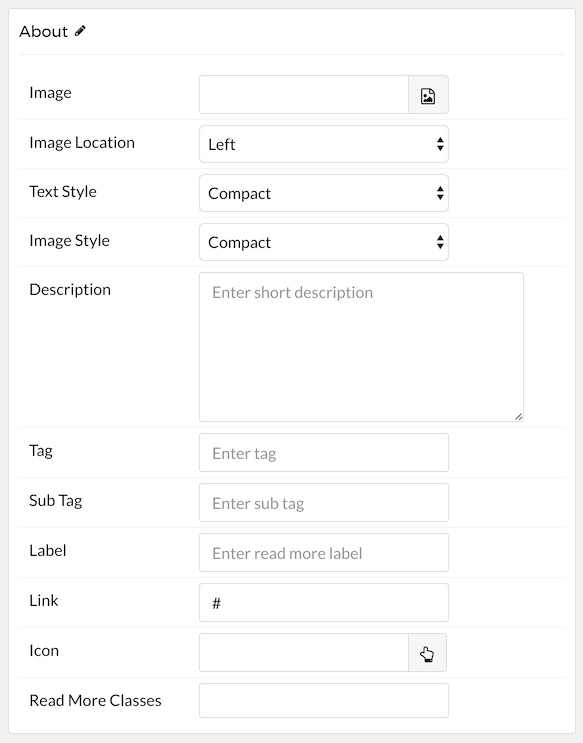 About
Image
Image Location Left
Text Style Compact
Image Style Compact
Description Enter short description
Tag Enter tag
Sub Tag Enter sub tag
Label Enter read more label
Link #
Icon
Read More Classes